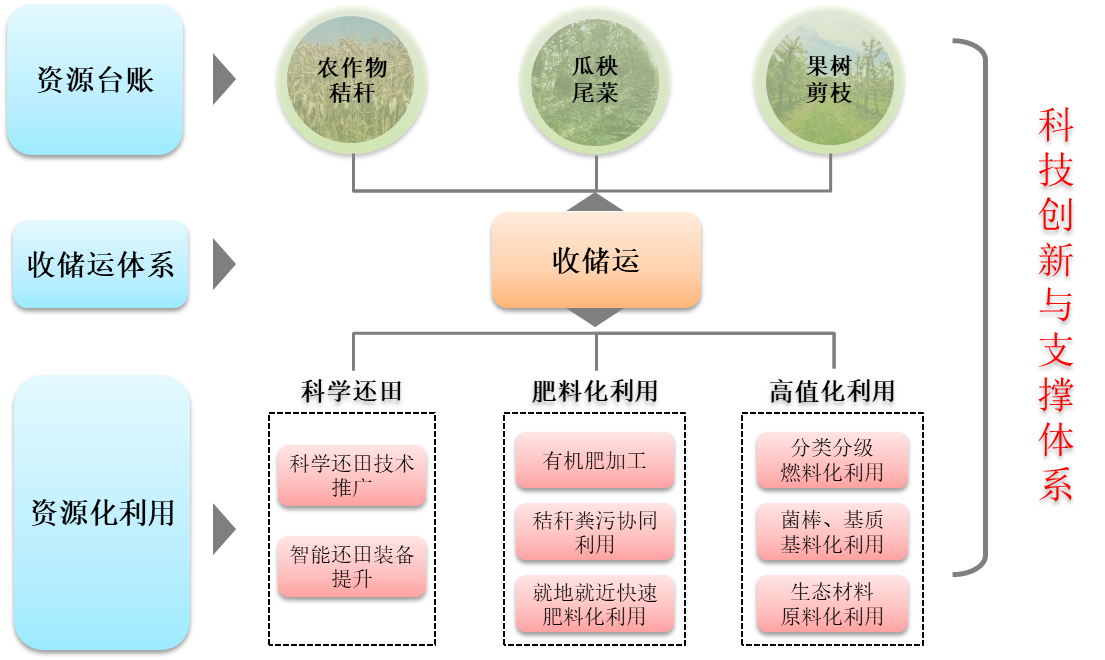 资源台账
农作物
秸秆
瓜秧
尾菜
果树
剪枝
收储运体系
收储运
资源化利用
科学还田
科学还田技术
推广
智能还田装备
提升
肥料化利用
有机肥加工
秸秆粪污协同
利用
就地就近快速
肥料化利用
高值化利用
分类分级
燃料化利用
菌棒、基质
基料化利用
生态材料
原料化利用
科技创新与支撑体系